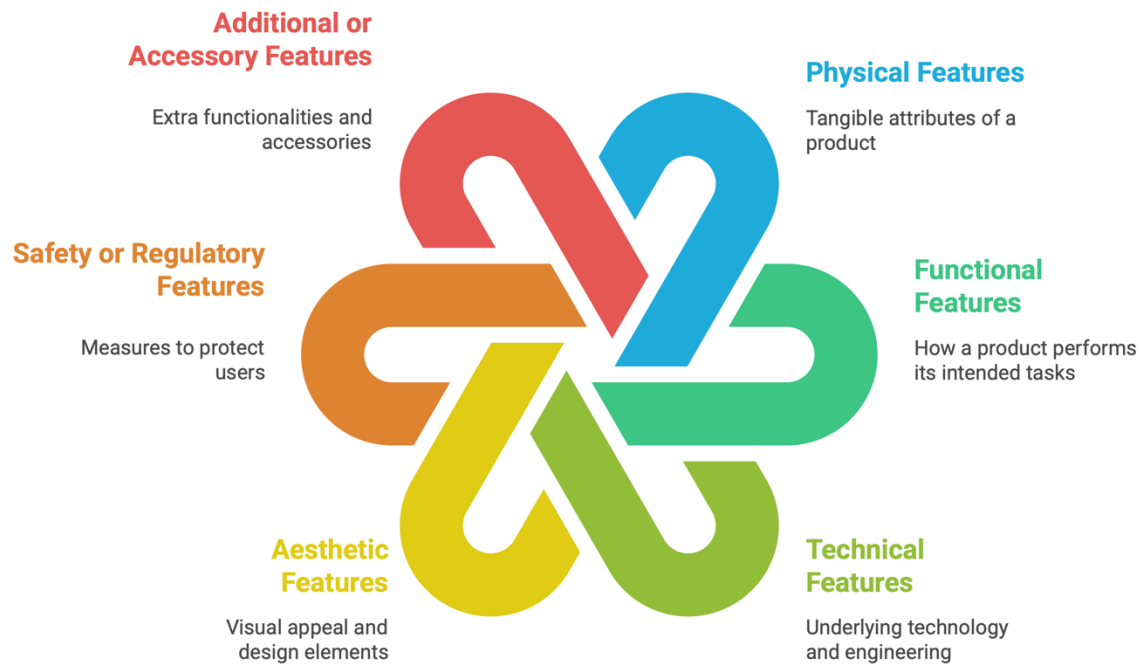 Additional or
Accessory Features
Extra functionalities and
accessories
Physical Features
Tangible attributes of a
product
Safety or Regulatory
Features
Measures to protect
users
Functional
Features
How a product performs
its intended tasks
Aesthetic
Features
Visual appeal and
design elements
Technical
Features
Underlying technology
and engineering